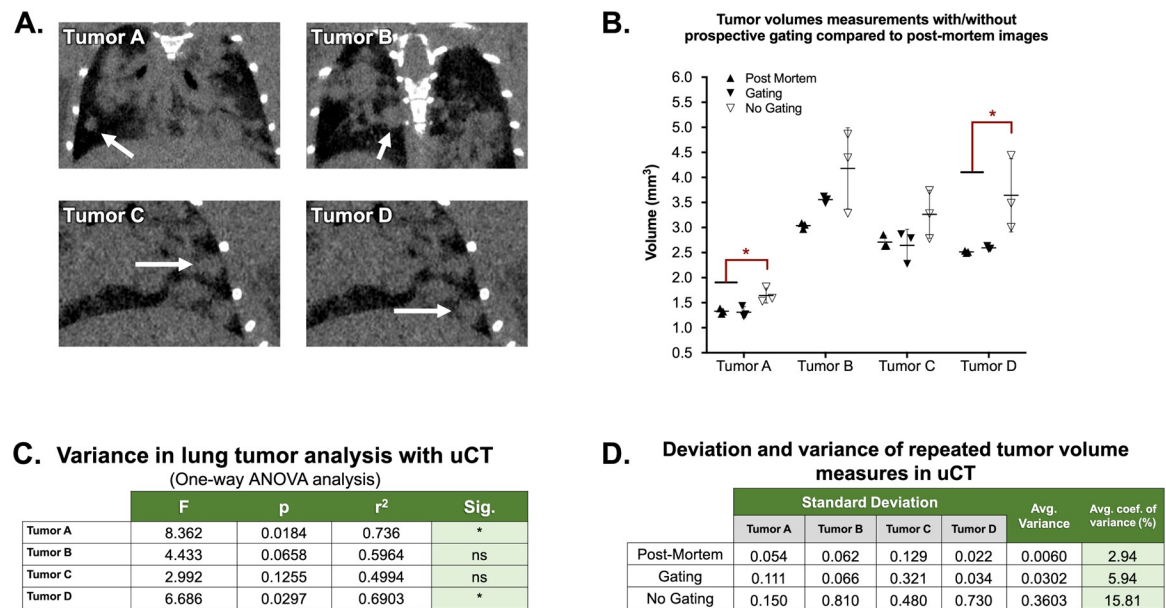 A.
Tumor A
Tumor B
Tumor C
Tumor D
B.
Tumor volumes measurements with/without
prospective gating compared to post-mortem images
Post Mortem
Gating
No Gating
Volume (mm³)
6.0
5.5
5.0
4.5
4.0
3.5
3.0
2.5
2.0
1.5
1.0
0.5
*
*
Tumor A Tumor B Tumor C Tumor D
C. Variance in lung tumor analysis with uCT
(One-way ANOVA analysis)
F p r² Sig.
Tumor A 8.362 0.0184 0.736 *
Tumor B 4.433 0.0658 0.5964 ns
Tumor C 2.992 0.1255 0.4994 ns
Tumor D 6.686 0.0297 0.6903 *
D. Deviation and variance of repeated tumor volume
measures in uCT
Standard Deviation Avg. Variance Avg. coef. of variance (%)
Tumor A Tumor B Tumor C Tumor D
Post-Mortem 0.054 0.062 0.129 0.022 0.0060 2.94
Gating 0.111 0.066 0.321 0.034 0.0302 5.94
No Gating 0.150 0.810 0.480 0.730 0.3603 15.81